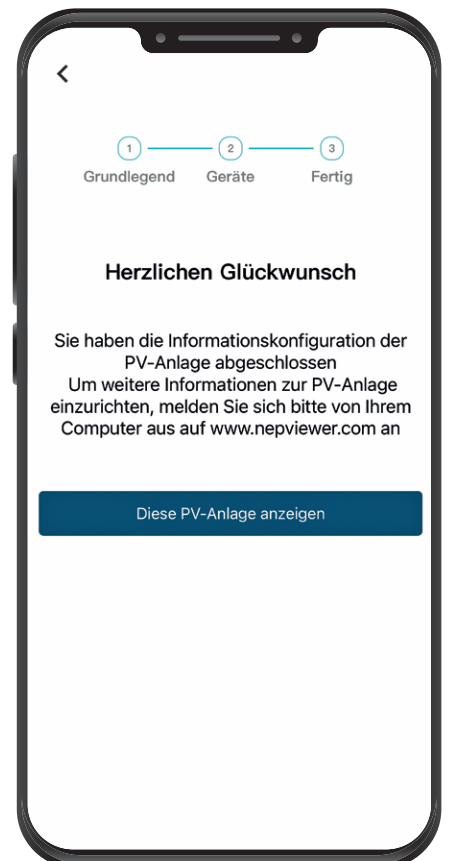 1 2 3
Grundlegend Geräte Fertig
Herzlichen Glückwunsch
Sie haben die Informationskonfiguration der
PV-Anlage abgeschlossen
Um weitere Informationen zur PV-Anlage
einzurichten, melden Sie sich bitte von Ihrem
Computer aus auf www.nepviewer.com an
Diese PV-Anlage anzeigen